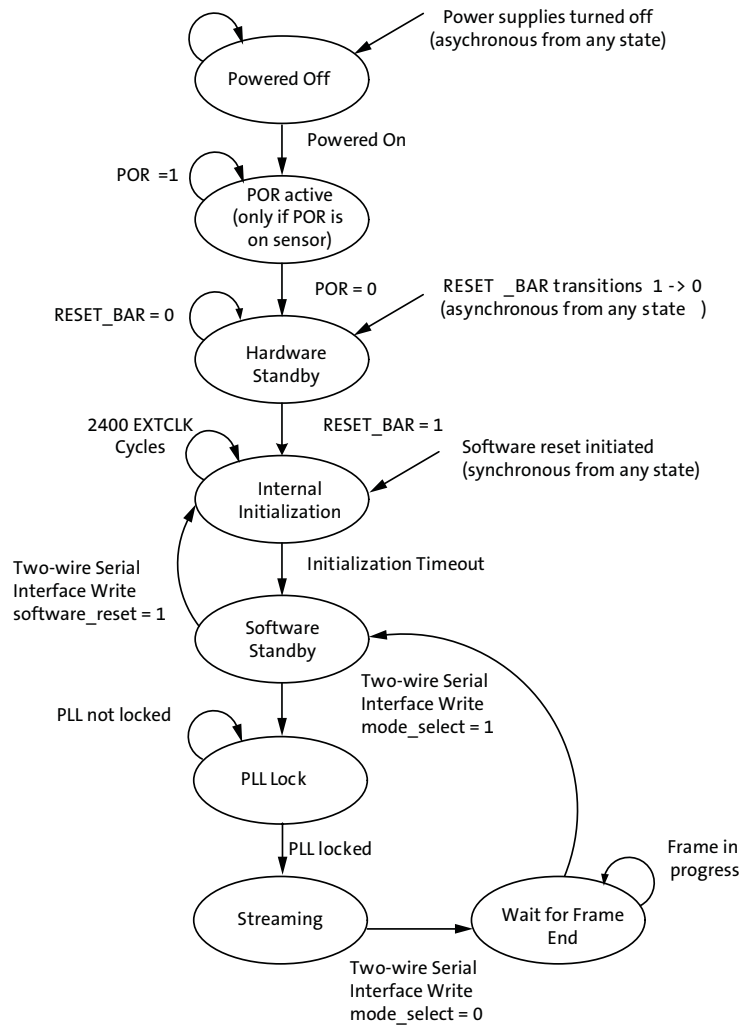 Power supplies turned off
(asychronous from any state)
Powered Off
Powered On
POR =1
POR active
(only if POR is
on sensor)
POR = 0
RESET _BAR transitions 1 -> 0
(asynchronous from any state )
RESET_BAR = 0
Hardware
Standby
2400 EXTCLK
Cycles
RESET_BAR = 1
Software reset initiated
(synchronous from any state)
Internal
Initialization
Initialization Timeout
Two-wire Serial
Interface Write
software_reset = 1
Software
Standby
Two-wire Serial
Interface Write
mode_select = 1
PLL not locked
PLL Lock
PLL locked
Frame in
progress
Streaming
Wait for Frame
End
Two-wire Serial
Interface Write
mode_select = 0